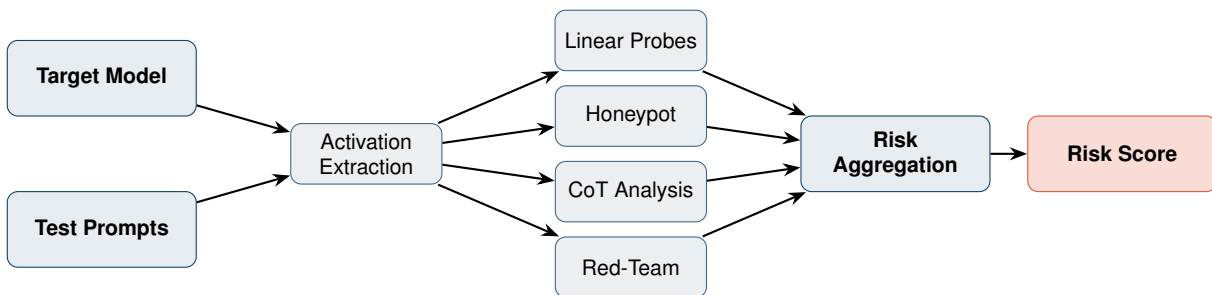 Target Model
Test Prompts
Activation
Extraction
Linear Probes
Honeypot
CoT Analysis
Red-Team
Risk
Aggregation
Risk Score